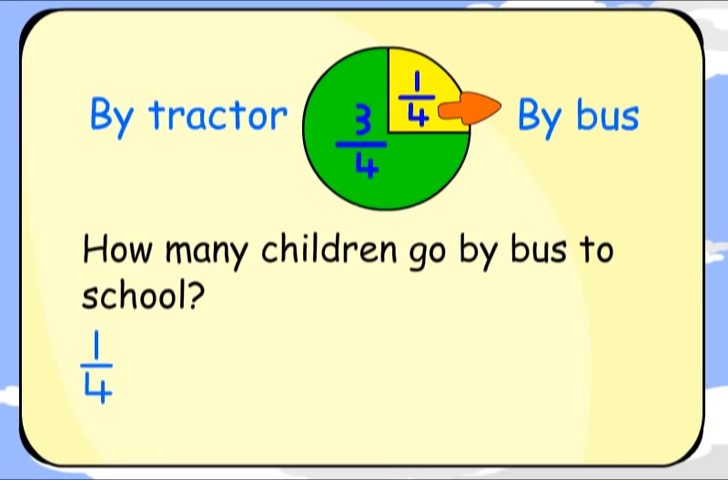 By tractor
3/4
1/4
By bus
How many children go by bus to
school?
1/4